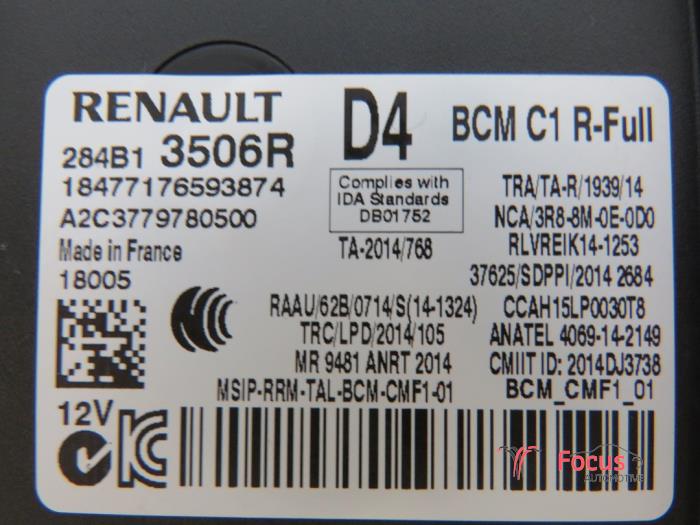 RENAULT D4 BCM C1 R-Full
284B1 3506R
18477176593874
A2C3779780500
Made in France
18005
Complies with
IDA Standards
DB01752
TA-2014/768
TRA/TA-R/1939/14
NCA/3R8-8M-0E-0D0
RLVREIK14-1253
37625/SDPPI/2014 2684
RAAU/62B/0714/S(14-1324) CCAH15LP0030T8
TRC/LPD/2014/105 ANATEL 4069-14-2149
MR 9481 ANRT 2014 CMIIT ID: 2014DJ3738
MSIP-RRM-TAL-BCM-CMF1-01 BCM_CMF1_01
12V
Focus
AUTOMOTIVE